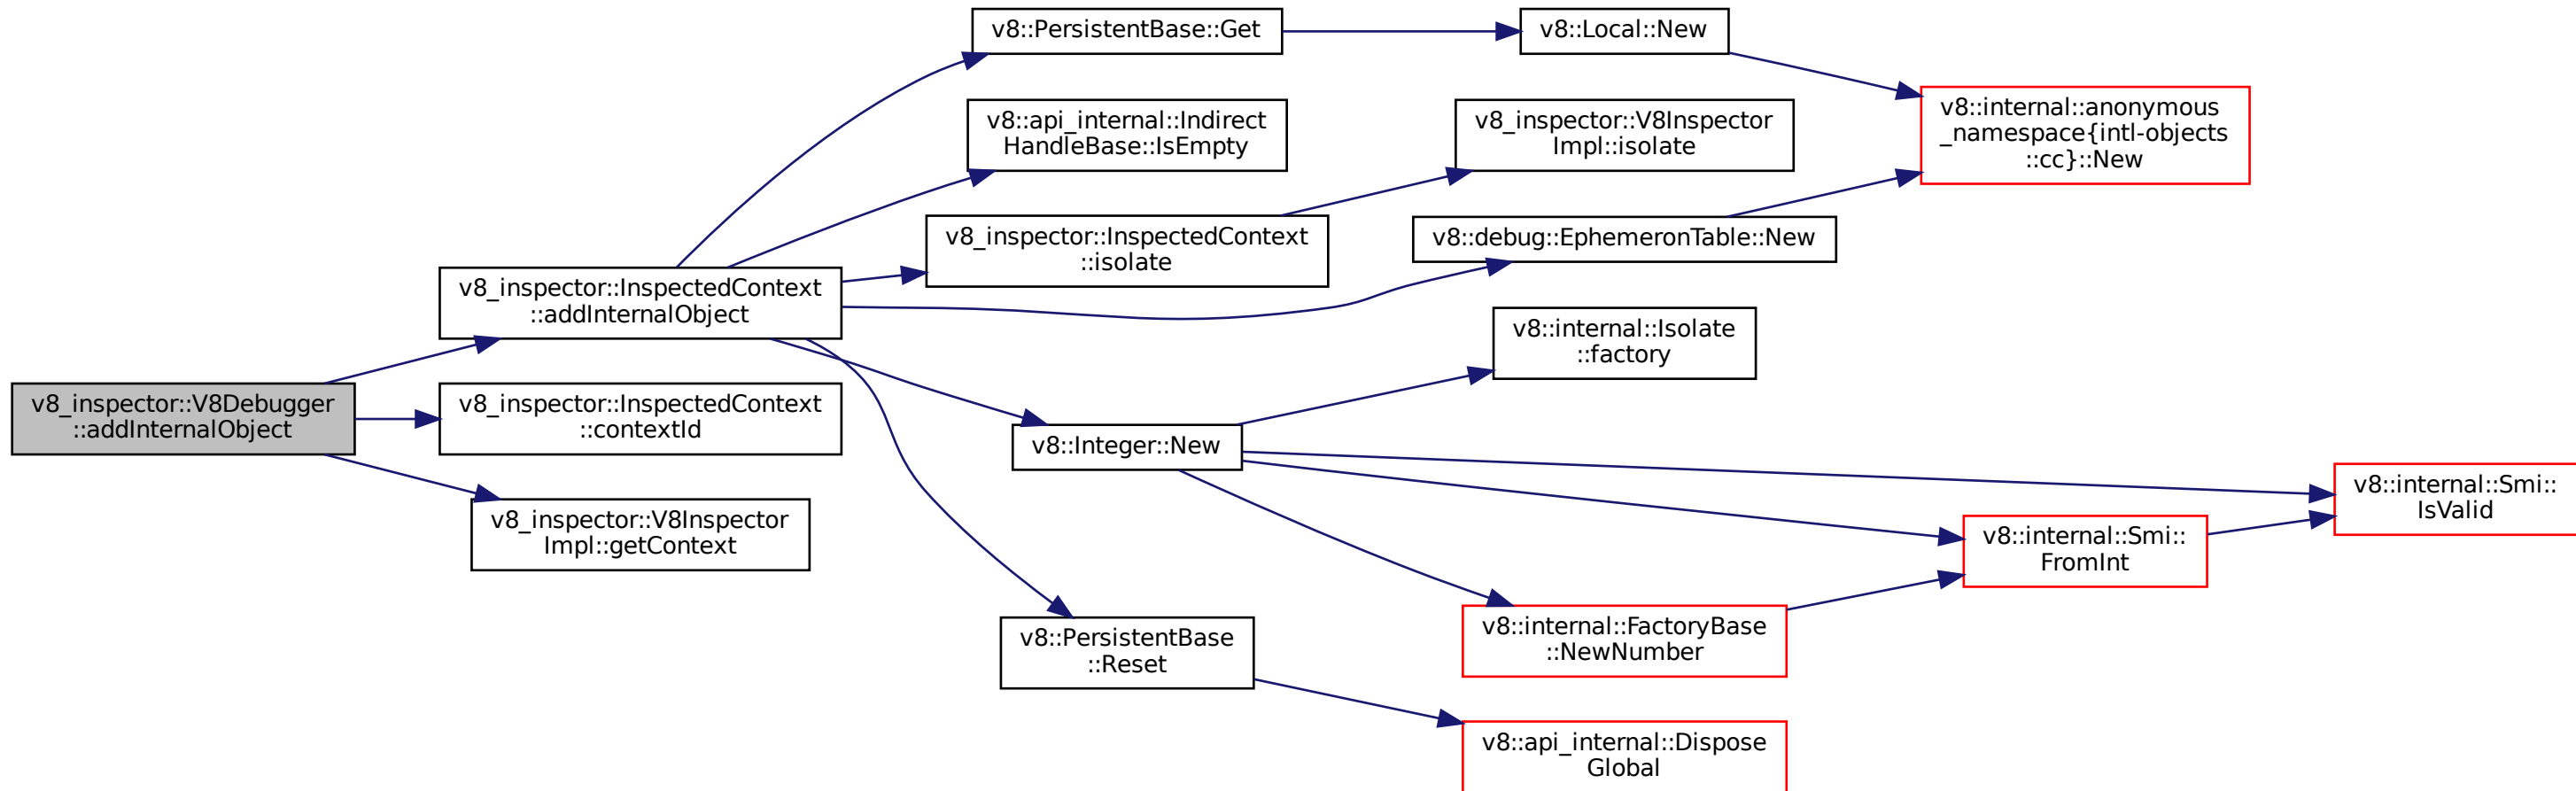 v8::PersistentBase::Get
v8::Local::New
v8::api_internal::Indirect
HandleBase::IsEmpty
v8_inspector::V8Inspector
Impl::isolate
v8::internal::anonymous
_namespace{intl-objects
::cc}::New
v8_inspector::InspectedContext
::isolate
v8::debug::EphemeronTable::New
v8_inspector::InspectedContext
::addInternalObject
v8::internal::Isolate
::factory
v8_inspector::V8Debugger
::addInternalObject
v8_inspector::InspectedContext
::contextId
v8::Integer::New
v8::internal::Smi::
IsValid
v8_inspector::V8Inspector
Impl::getContext
v8::internal::Smi::
FromInt
v8::PersistentBase
::Reset
v8::internal::FactoryBase
::NewNumber
v8::api_internal::Dispose
Global